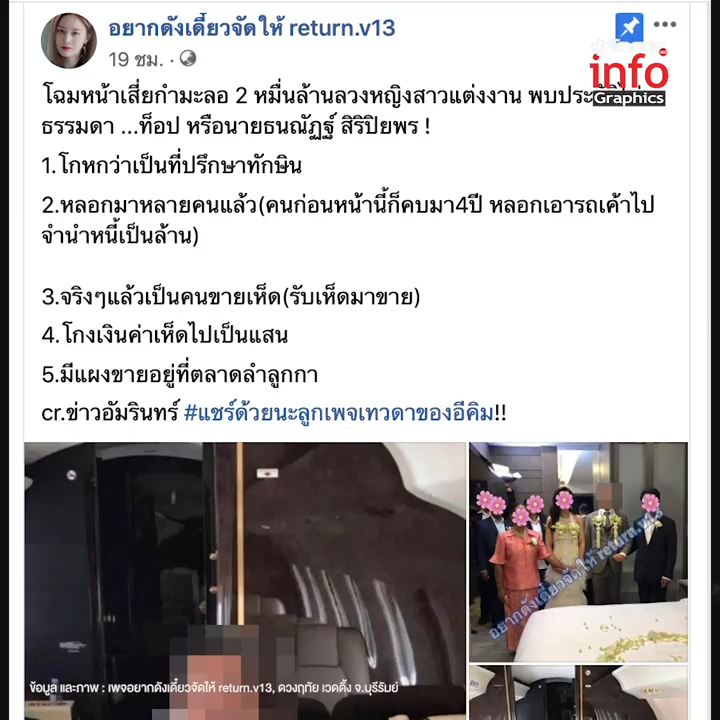 อยากดังเดี๋ยวจัดให้ return.v13
19 ชม.
info
Graphics
โฉมหน้าเสี่ยกำมะลอ 2 หมื่นล้านลวงหญิงสาวแต่งงาน
ธรรมดา ...ท็อป หรือนายธนณัฏฐ์ สิริปิยพร !
1.โกหกว่าเป็นที่ปรึกษาทักษิน
2.หลอกมาหลายคนแล้ว(คนก่อนหน้านี้ก็คบมา4ปี หลอกเอารถเค้าไป
จำนำหนี้เป็นล้าน)
3.จริงๆแล้วเป็นคนขายเห็ด(รับเห็ดมาขาย)
4.โกงเงินค่าเห็ดไปเป็นแสน
5.มีแผงขายอยู่ที่ตลาดลำลูกกา
cr.ข่าวอัมรินทร์ #แชร์ด้วยนะลูกเพจเทวดาของอีคิม!!
อยากดังเดี๋ยวจัดให้ return.v13
ข้อมูล และภาพ : เพจอยากดังเดี๋ยวจัดให้ return.v13, ดวงฤทัย เวดดิ้ง จ.บุรีรัมย์